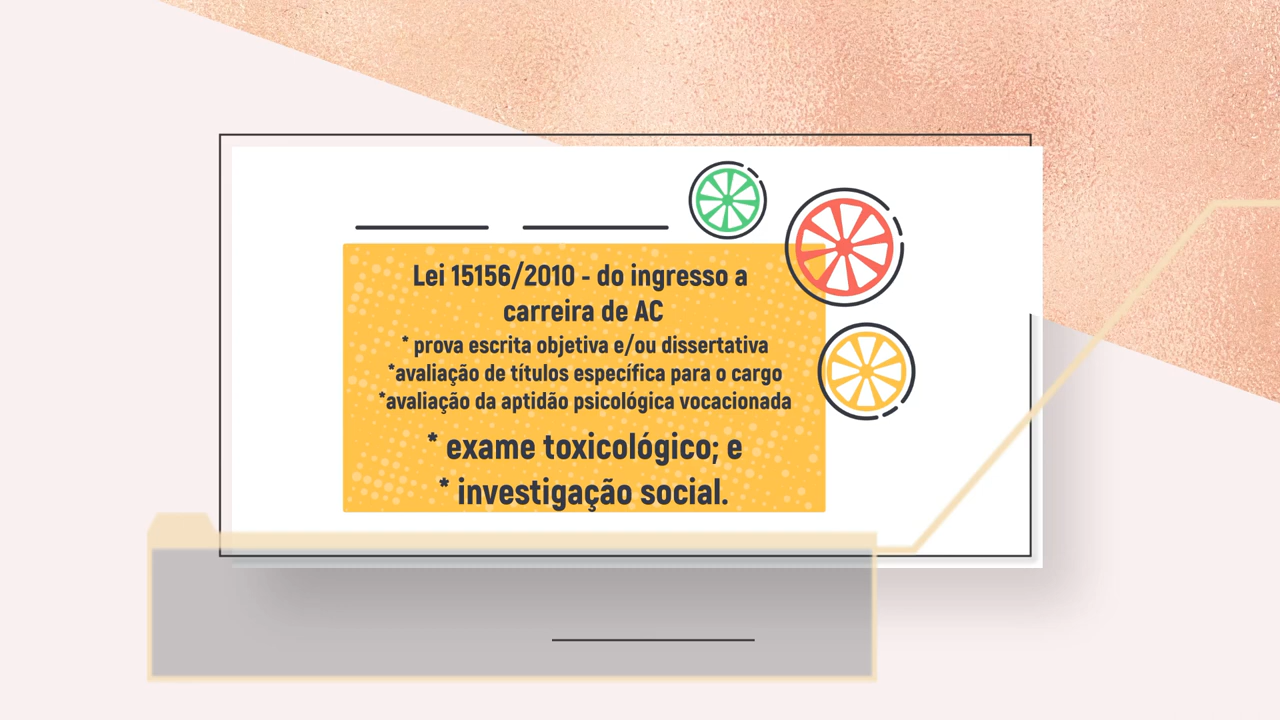 Lei 15156/2010 - do ingresso a
carreira de AC
* prova escrita objetiva e/ou dissertativa
*avaliação de títulos específica para o cargo
*avaliação da aptidão psicológica vocacionada
* exame toxicológico; e
* investigação social.